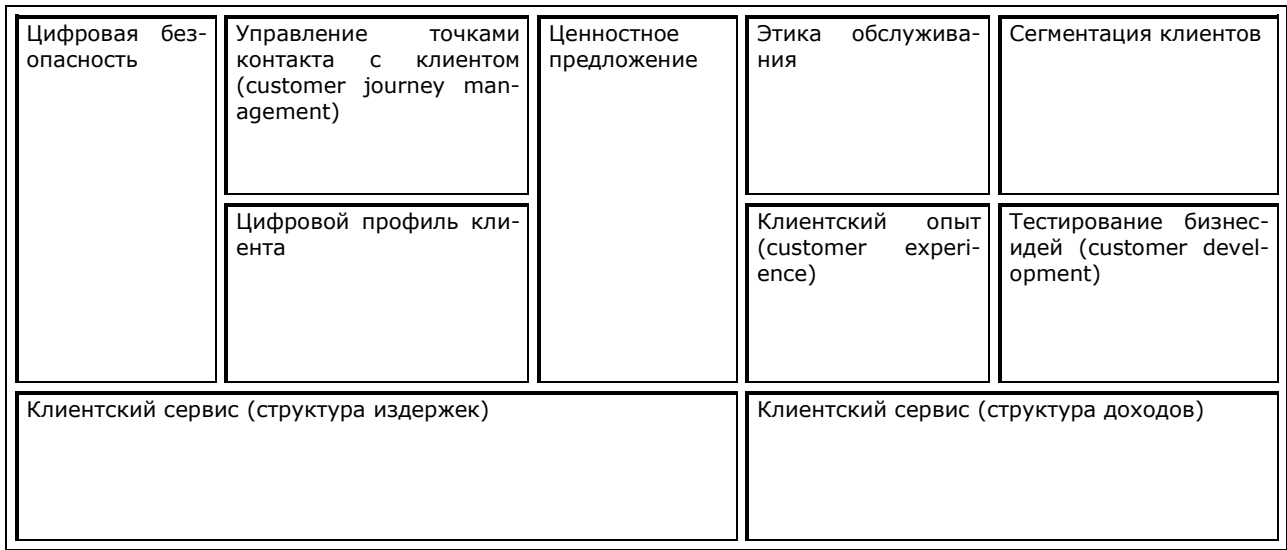 Цифровая без-
опасность
Управление точками
контакта с клиентом
(customer journey man-
agement)
Ценностное
предложение
Этика обслужива-
ния
Сегментация клиентов
Цифровой профиль кли-
ента
Клиентский опыт
(customer experi-
ence)
Тестирование бизнес-
идей (customer devel-
opment)
Клиентский сервис (структура издержек)
Клиентский сервис (структура доходов)